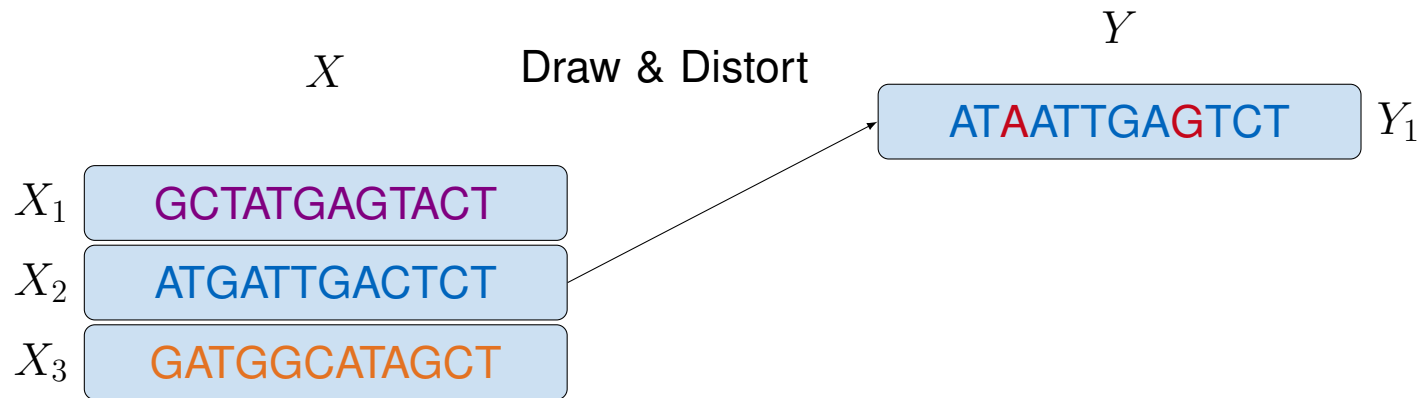 Y
X
Draw & Distort
ATAATTGAGTCT Y₁
X₁ GCTATGAGTACT
X₂ ATGATTGACTCT
X₃ GATGGCATAGCT